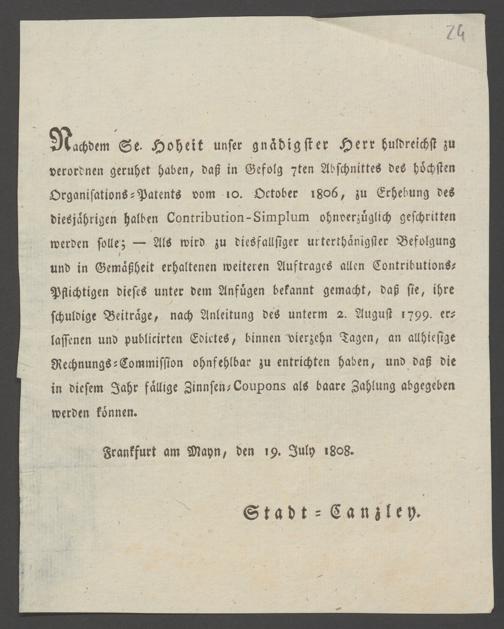 24
Nachdem Se. Hoheit unser gnädigster Herr huldreichst zu
verordnen geruhet haben, daß in Gefolg 7ten Abschnittes des höchsten
Organisations-Patents vom 10. October 1806, zu Erhebung des
diesjährigen halben Contribution-Simplum ohnverzüglich geschritten
werden solle; — Als wird zu diesfallsiger unterthänigster Befolgung
und in Gemäßheit erhaltenen weiteren Auftrages allen Contributions-
Pflichtigen dieses unter dem Anfügen bekannt gemacht, daß sie, ihre
schuldige Beiträge, nach Anleitung des unterm 2. August 1799. er-
lassenen und publicirten Edictes, binnen vierzehn Tagen, an allhiesige
Rechnungs-Commission ohnfehlbar zu entrichten haben, und daß die
in diesem Jahr fällige Zinnsen-Coupons als baare Zahlung abgegeben
werden können.
Frankfurt am Mayn, den 19. July 1808.
Stadt-Canzley.